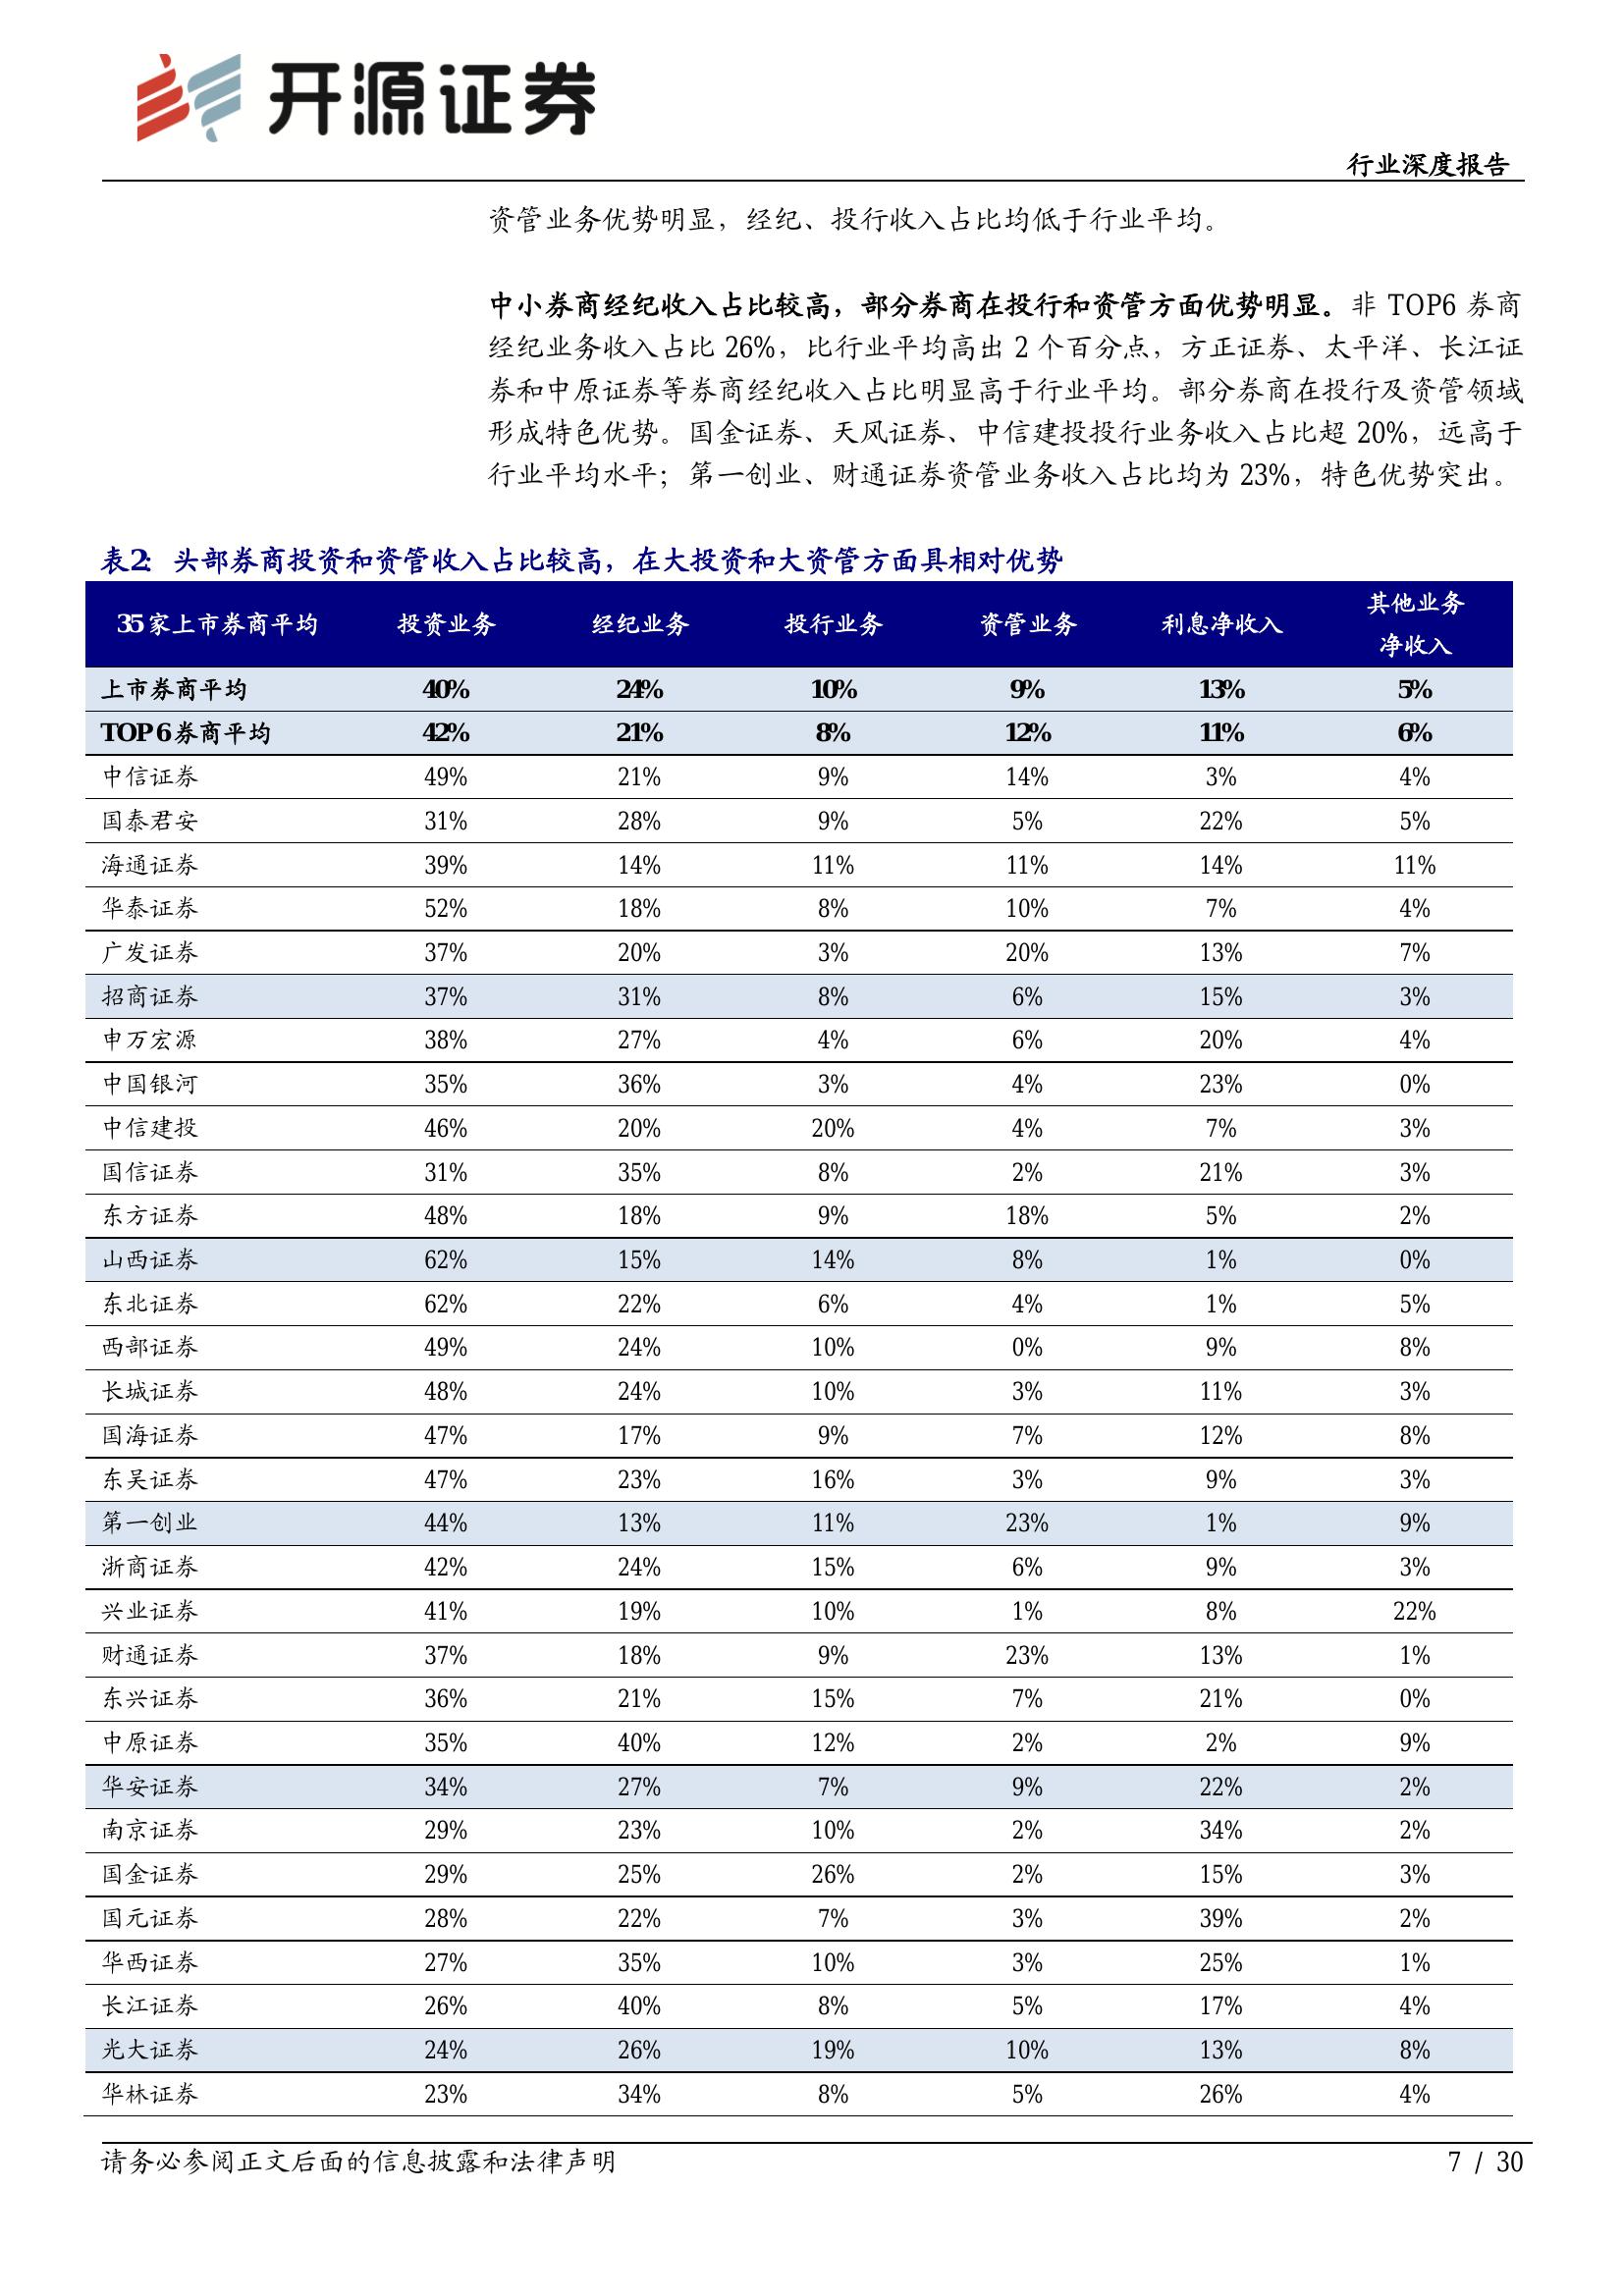 开源证券
行业深度报告
资管业务优势明显，经纪、投行收入占比均低于行业平均。
中小券商经纪收入占比较高，部分券商在投行和资管方面优势明显。非 TOP6 券商
经纪业务收入占比 26%，比行业平均高出 2 个百分点，方正证券、太平洋、长江证
券和中原证券等券商经纪收入占比明显高于行业平均。部分券商在投行及资管领域
形成特色优势。国金证券、天风证券、中信建投投行业务收入占比超 20%，远高于
行业平均水平；第一创业、财通证券资管业务收入占比均为 23%，特色优势突出。
表2：头部券商投资和资管收入占比较高，在大投资和大资管方面具相对优势
35家上市券商平均 投资业务 经纪业务 投行业务 资管业务 利息净收入 其他业务
净收入
上市券商平均 40% 24% 10% 9% 13% 5%
TOP6券商平均 42% 21% 8% 12% 11% 6%
中信证券 49% 21% 9% 14% 3% 4%
国泰君安 31% 28% 9% 5% 22% 5%
海通证券 39% 14% 11% 11% 14% 11%
华泰证券 52% 18% 8% 10% 7% 4%
广发证券 37% 20% 3% 20% 13% 7%
招商证券 37% 31% 8% 6% 15% 3%
申万宏源 38% 27% 4% 6% 20% 4%
中国银河 35% 36% 3% 4% 23% 0%
中信建投 46% 20% 20% 4% 7% 3%
国信证券 31% 35% 8% 2% 21% 3%
东方证券 48% 18% 9% 18% 5% 2%
山西证券 62% 15% 14% 8% 1% 0%
东北证券 62% 22% 6% 4% 1% 5%
西部证券 49% 24% 10% 0% 9% 8%
长城证券 48% 24% 10% 3% 11% 3%
国海证券 47% 17% 9% 7% 12% 8%
东吴证券 47% 23% 16% 3% 9% 3%
第一创业 44% 13% 11% 23% 1% 9%
浙商证券 42% 24% 15% 6% 9% 3%
兴业证券 41% 19% 10% 1% 8% 22%
财通证券 37% 18% 9% 23% 13% 1%
东兴证券 36% 21% 15% 7% 21% 0%
中原证券 35% 40% 12% 2% 2% 9%
华安证券 34% 27% 7% 9% 22% 2%
南京证券 29% 23% 10% 2% 34% 2%
国金证券 29% 25% 26% 2% 15% 3%
国元证券 28% 22% 7% 3% 39% 2%
华西证券 27% 35% 10% 3% 25% 1%
长江证券 26% 40% 8% 5% 17% 4%
光大证券 24% 26% 19% 10% 13% 8%
华林证券 23% 34% 8% 5% 26% 4%
请务必参阅正文后面的信息披露和法律声明 7 / 30